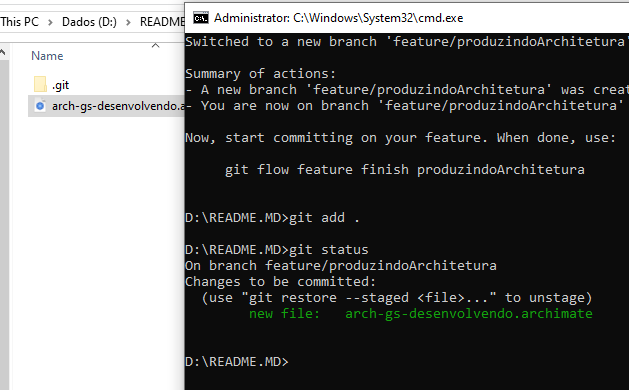 This PC > Dados (D:) > README
Name
.git
arch-gs-desenvolvendo.a
Administrator: C:\Windows\System32\cmd.exe
Switched to a new branch 'feature/produzindoArchitetura'
Summary of actions:
- A new branch 'feature/produzindoArchitetura' was creat
- You are now on branch 'feature/produzindoArchitetura'
Now, start committing on your feature. When done, use:
git flow feature finish produzindoArchitetura
D:\README.MD>git add .
D:\README.MD>git status
On branch feature/produzindoArchitetura
Changes to be committed:
(use "git restore --staged <file>..." to unstage)
new file:   arch-gs-desenvolvendo.archimate
D:\README.MD>